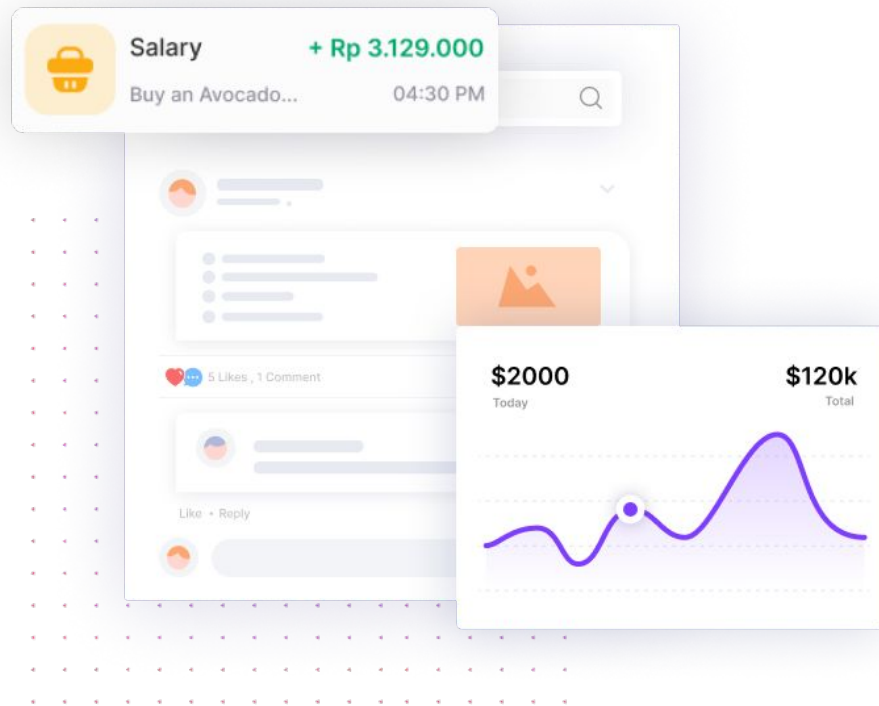 Salary + Rp 3.129.000
Buy an Avocado... 04:30 PM
5 Likes , 1 Comment
$2000 $120k
Today Total
Like • Reply